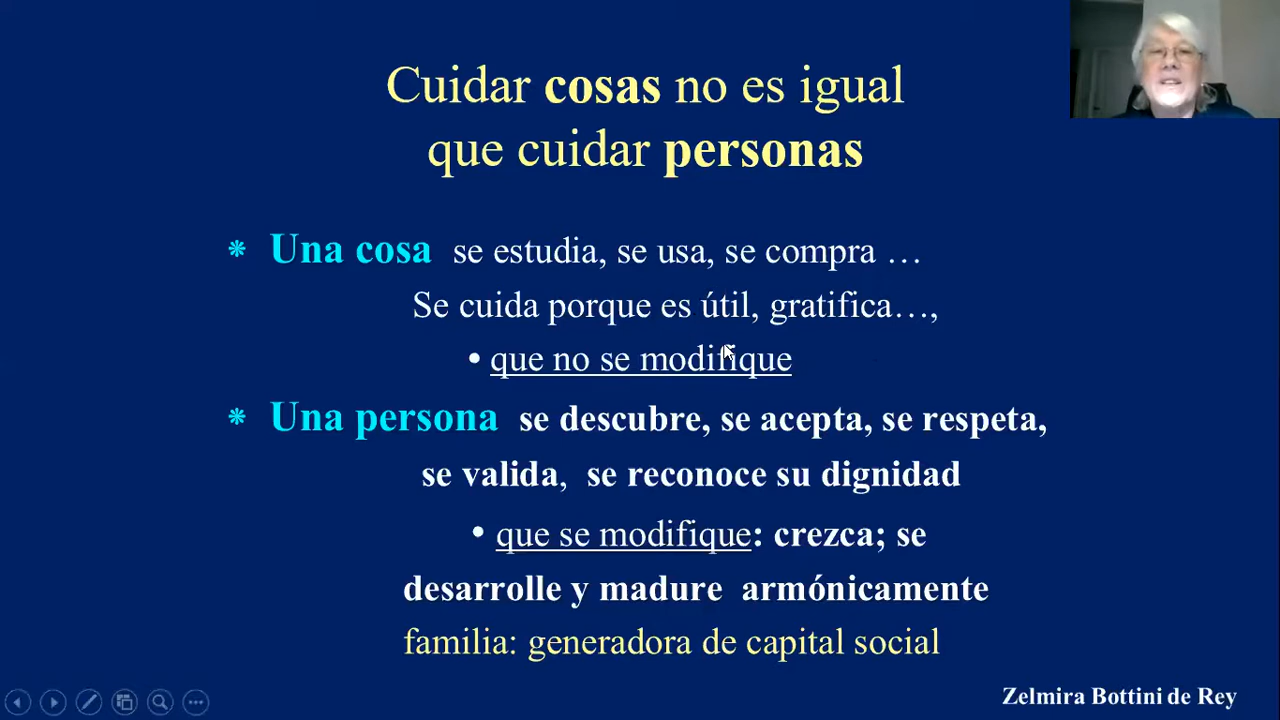 Cuidar cosas no es igual
que cuidar personas
Una cosa se estudia, se usa, se compra …
Se cuida porque es útil, gratifica…,
• que no se modifique
Una persona se descubre, se acepta, se respeta,
se valida, se reconoce su dignidad
• que se modifique: crezca; se
desarrolle y madure armónicamente
familia: generadora de capital social
Zelmira Bottini de Rey